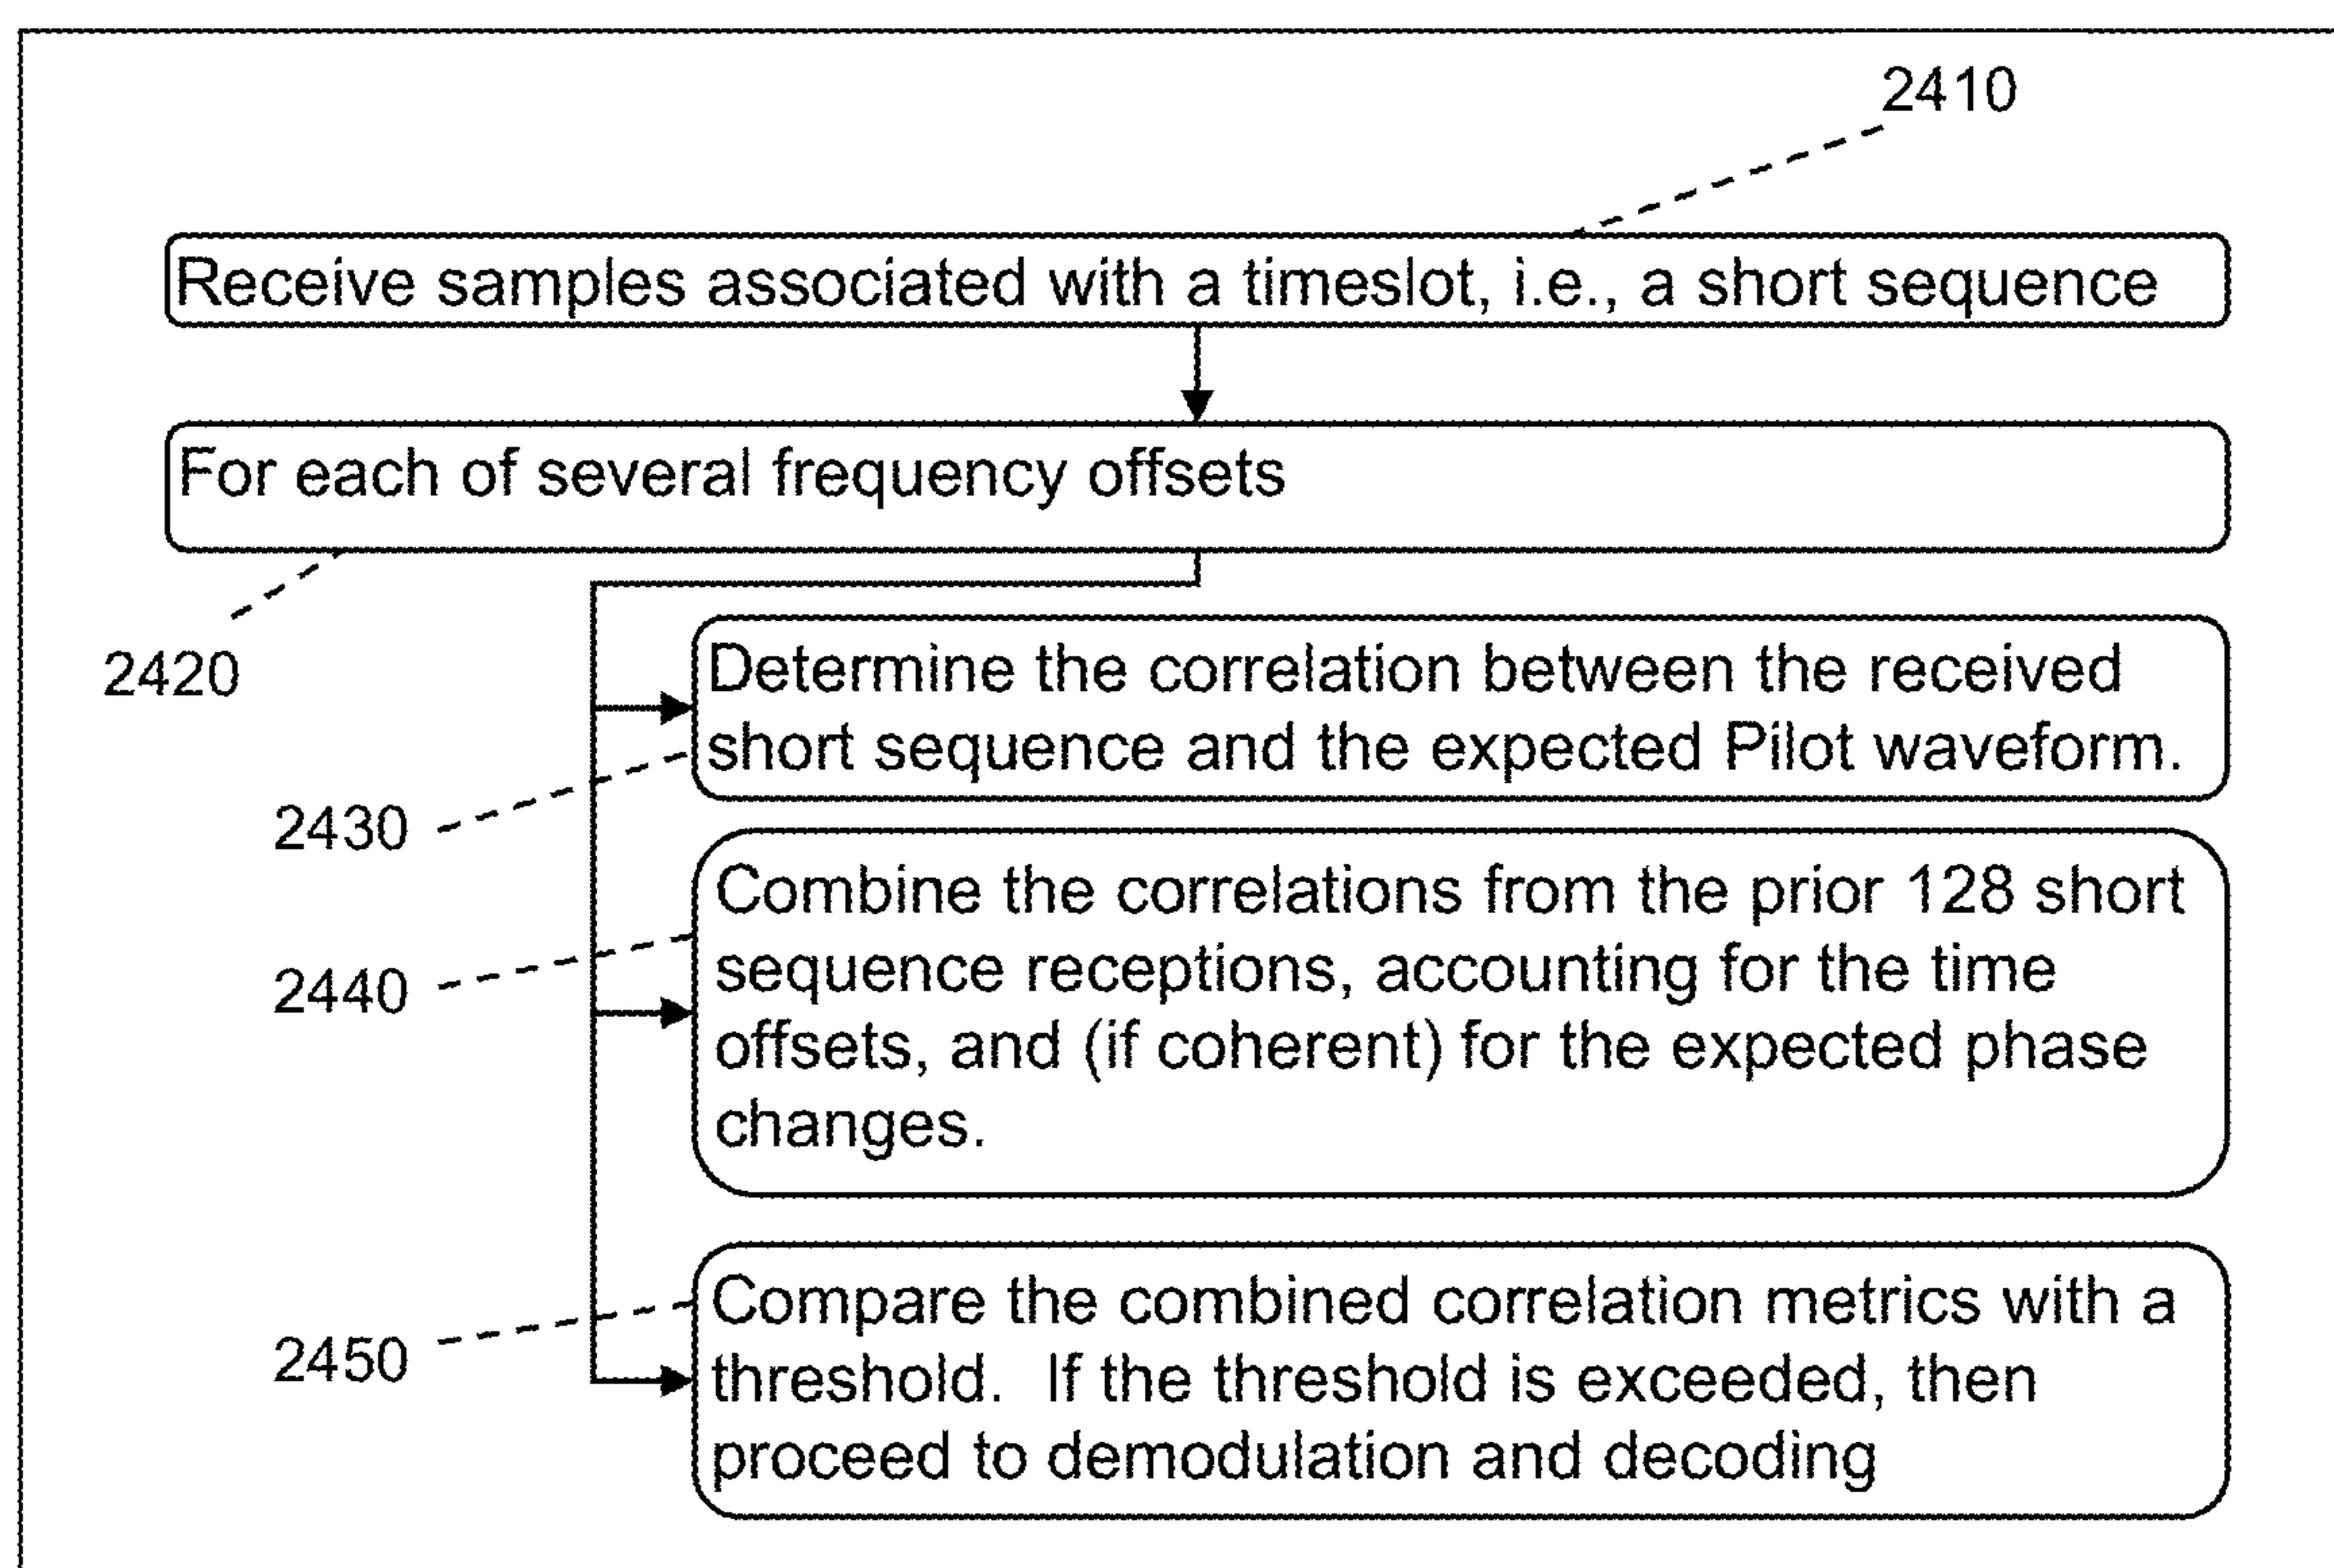 2410
Receive samples associated with a timeslot, i.e., a short sequence
For each of several frequency offsets
2420
Determine the correlation between the received
short sequence and the expected Pilot waveform.
2430
Combine the correlations from the prior 128 short
sequence receptions, accounting for the time
offsets, and (if coherent) for the expected phase
changes.
2440
Compare the combined correlation metrics with a
threshold.  If the threshold is exceeded, then
proceed to demodulation and decoding
2450